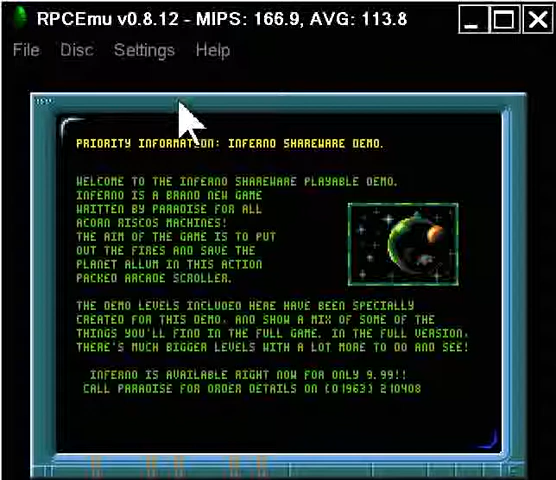 RPCEmu v0.8.12 - MIPS: 166.9, AVG: 113.8
File Disc Settings Help
PRIORITY INFORMATION: INFERNO SHAREWARE DEMO.
WELCOME TO THE INFERNO SHAREWARE PLAYABLE DEMO.
INFERNO IS A BRAND NEW GAME
WRITTEN BY PARADISE FOR ALL
ACORN RISCOS MACHINES!
THE AIM OF THE GAME IS TO PUT
OUT THE FIRES AND SAVE THE
PLANET ALLUM IN THIS ACTION
PACKED ARCADE SCROLLER.
THE DEMO LEVELS INCLUDED HERE HAVE BEEN SPECIALLY
CREATED FOR THIS DEMO, AND SHOW A MIX OF SOME OF THE
THINGS YOU'LL FIND IN THE FULL GAME. IN THE FULL VERSION,
THERE'S MUCH BIGGER LEVELS WITH A LOT MORE TO DO AND SEE!
INFERNO IS AVAILABLE RIGHT NOW FOR ONLY 9.99!!
CALL PARADISE FOR ORDER DETAILS ON (01963) 210408